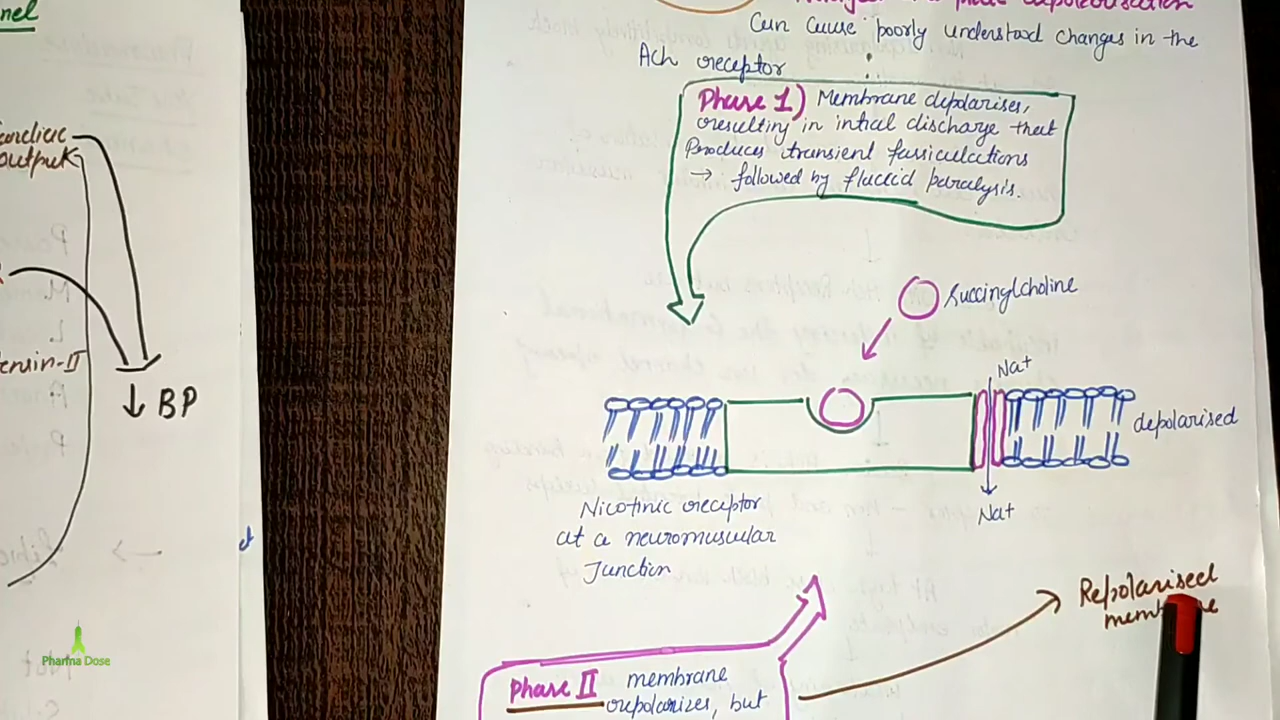 nel
output
↓ BP
Pharma Dose
Can cause poorly understood changes in the
Ach receptor
Phase 1) Membrane depolarises,
resulting in intial discharge that
Produces transient fassiculations
→ followed by flaccid paralysis.
Succinylcholine
Na+
depolarised
Na+
Nicotinic receptor
at a neuromuscular
Junction
Repolarised
Phase II membrane
repolarizes, but